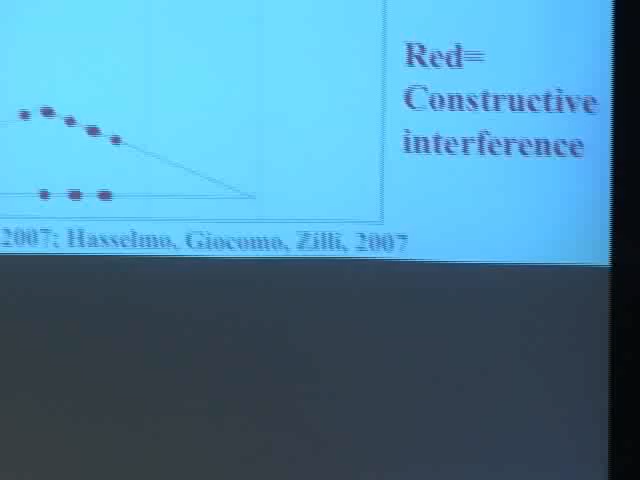 Red=
Constructive
interference
2007; Hasselmo, Giocomo, Zilli, 2007